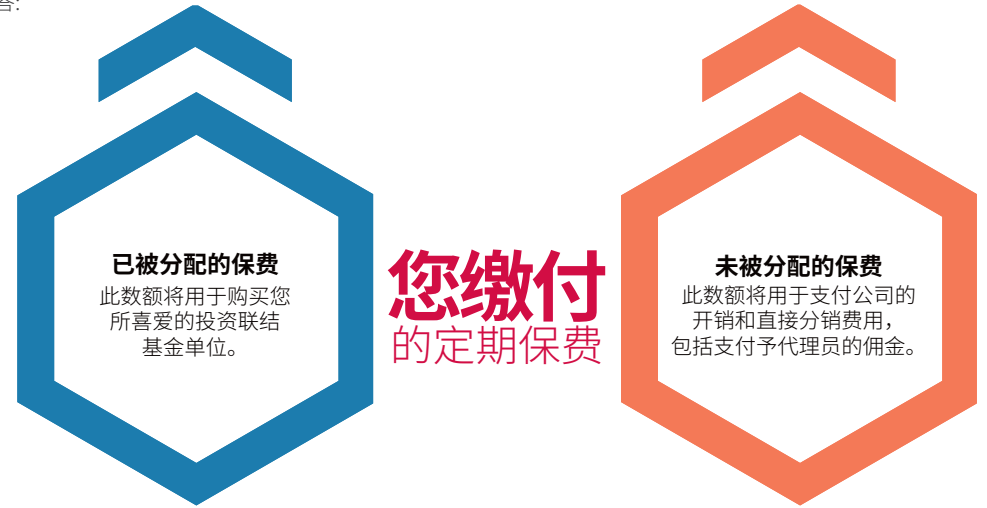 答:
已被分配的保费
此数额将用于购买您
所喜爱的投资联结
基金单位。
您缴付
的定期保费
未被分配的保费
此数额将用于支付公司的
开销和直接分销费用，
包括支付予代理员的佣金。